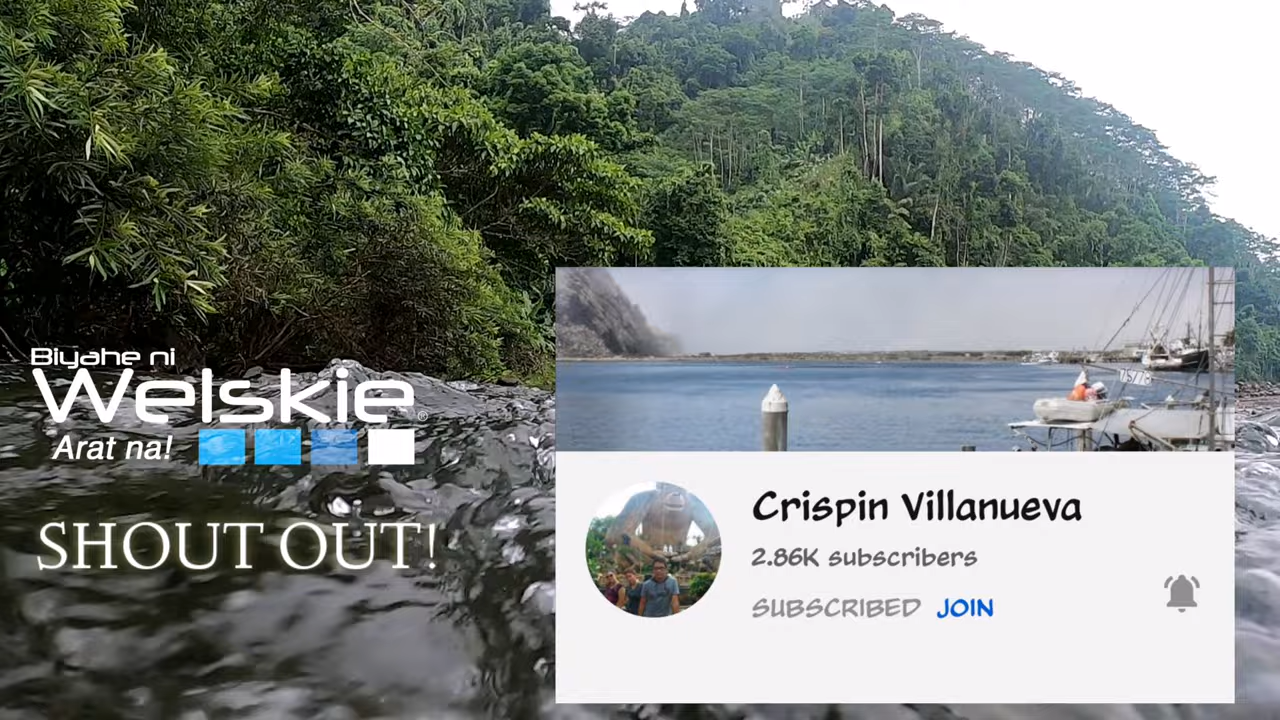 Biyahe ni
Welskie®
Arat na!
SHOUT OUT!
Crispin Villanueva
2.86K subscribers
SUBSCRIBED JOIN